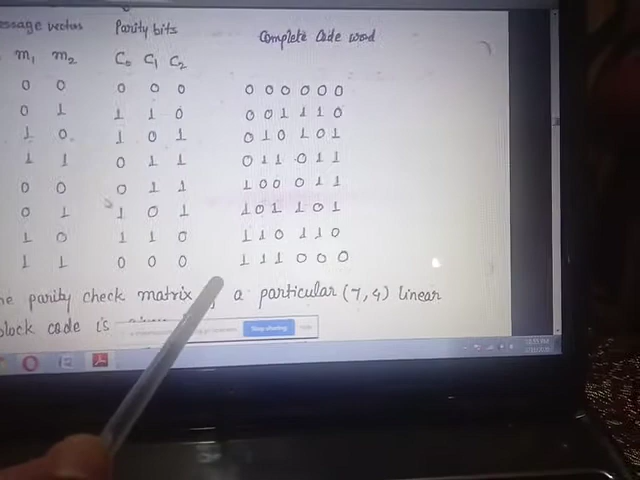 essage vectors Parity bits Complete Code word
m1 m2 C0 C1 C2
0 0 0 0 0 0 0 0 0 0 0
0 1 1 1 0 0 0 1 1 1 0
1 0 1 0 1 0 1 0 1 0 1
1 1 0 1 1 0 1 1 0 1 1
0 0 0 1 1 1 0 0 0 1 1
0 1 1 0 1 1 0 1 1 0 1
1 0 1 1 0 1 1 0 1 1 0
1 1 0 0 0 1 1 1 0 0 0
he parity check matrix a particular (7,4) linear
block code is
Stop sharing